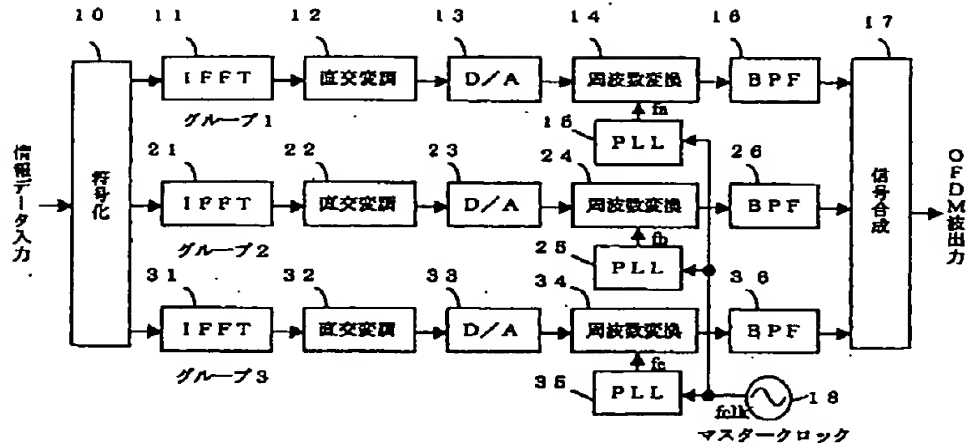 10 11 12 13 14 16 17
IFFT 直交変調 D/A 周波数変換 BPF
グループ1
fa
15
PLL
21 22 23 24 26
情報データ入力
符号化
IFFT 直交変調 D/A 周波数変換 BPF
信号合成
OFDM波出力
グループ2
fb
25
PLL
31 32 33 34 36
IFFT 直交変調 D/A 周波数変換 BPF
グループ3
fc
35
PLL
fclk
18
マスタークロック